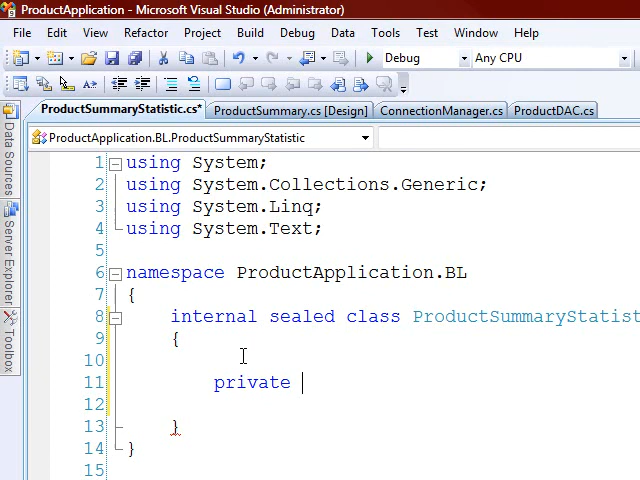 ProductApplication - Microsoft Visual Studio (Administrator)
File Edit View Refactor Project Build Debug Data Tools Test Window Help
Debug Any CPU
ProductSummaryStatistic.cs* ProductSummary.cs [Design] ConnectionManager.cs ProductDAC.cs
ProductApplication.BL.ProductSummaryStatistic
Data Sources
Server Explorer
Toolbox
1 using System;
2 using System.Collections.Generic;
3 using System.Linq;
4 using System.Text;
5
6 namespace ProductApplication.BL
7 {
8 internal sealed class ProductSummaryStatist
9 {
10
11 private
12
13 }
14 }
15